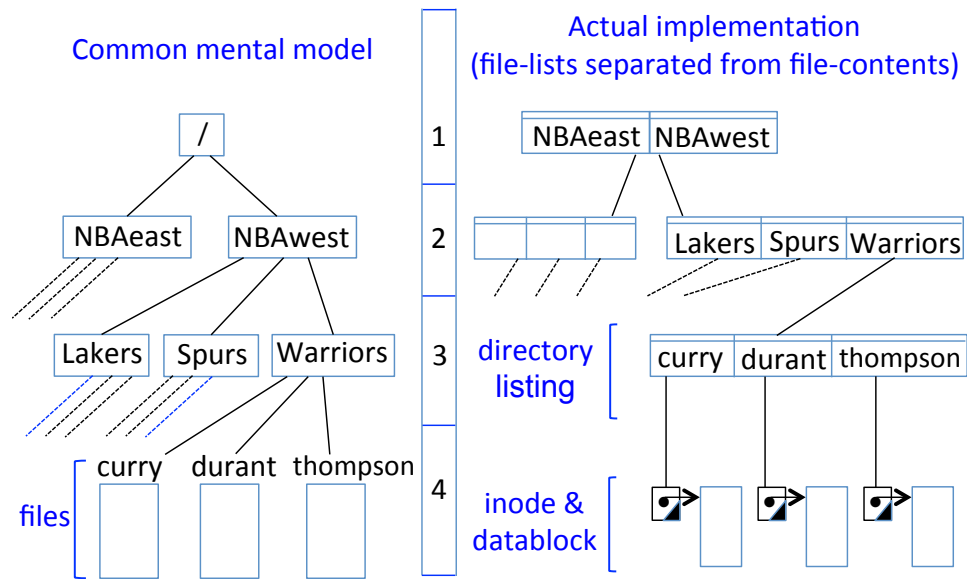 Common mental model
/
NBAeast NBAwest
Lakers Spurs Warriors
curry durant thompson
files
1
2
3
4
Actual implementation
(file-lists separated from file-contents)
NBAeast NBAwest
Lakers Spurs Warriors
directory
listing
curry durant thompson
inode &
datablock